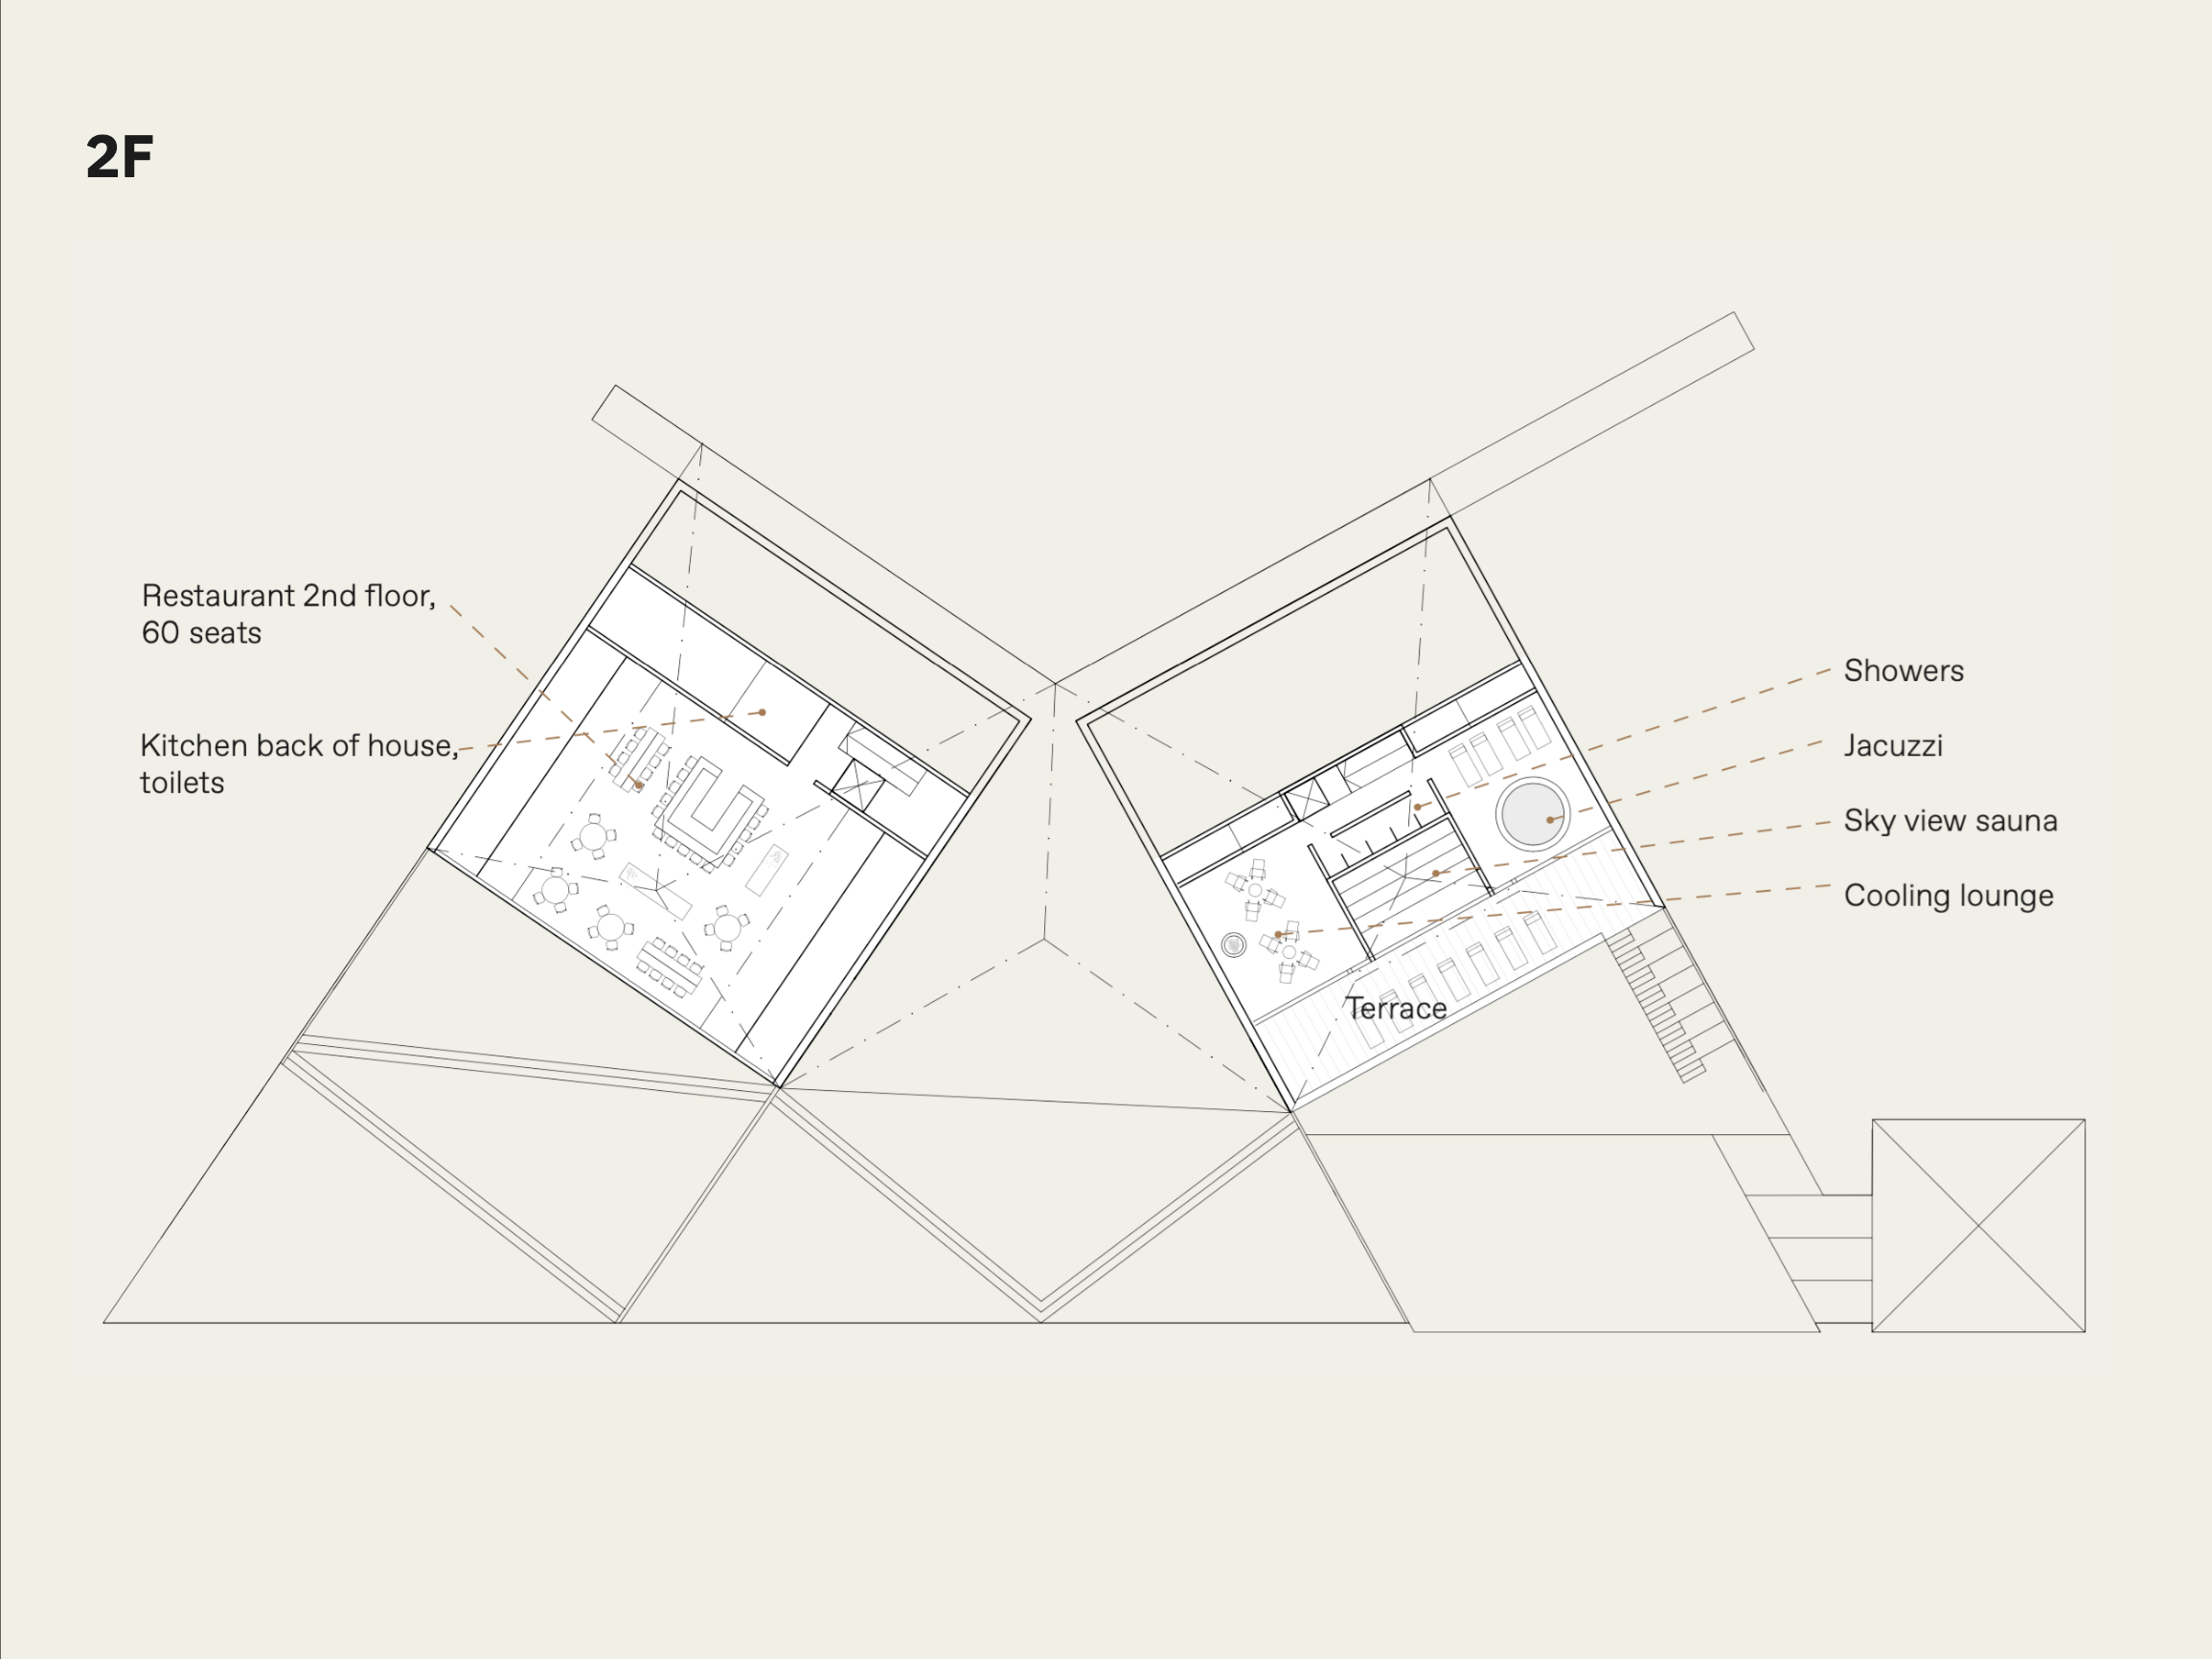 2F
Restaurant 2nd floor,
60 seats
Kitchen back of house,
toilets
Showers
Jacuzzi
Sky view sauna
Cooling lounge
Terrace